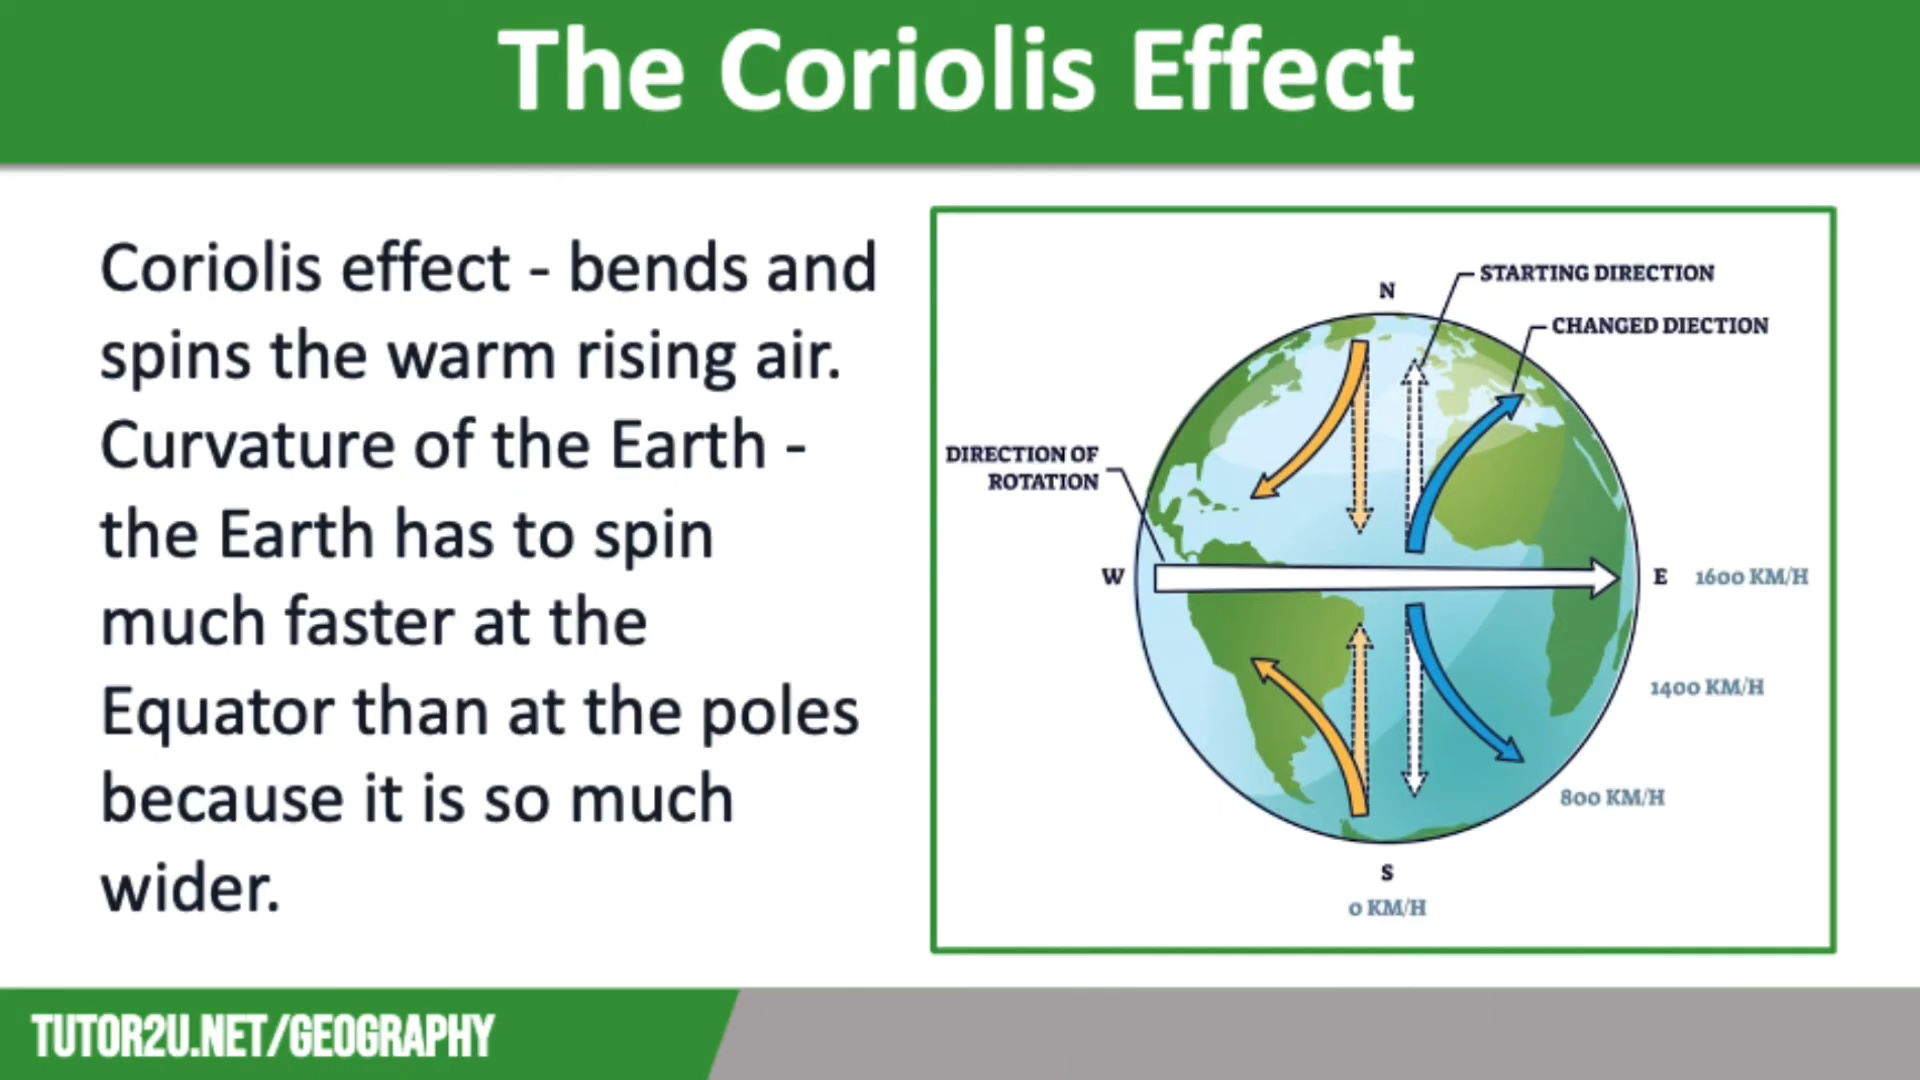 The Coriolis Effect
Coriolis effect - bends and
spins the warm rising air.
Curvature of the Earth -
the Earth has to spin
much faster at the
Equator than at the poles
because it is so much
wider.
N
STARTING DIRECTION
CHANGED DIECTION
DIRECTION OF
ROTATION
W
E
1600 KM/H
1400 KM/H
800 KM/H
S
0 KM/H
TUTOR2U.NET/GEOGRAPHY